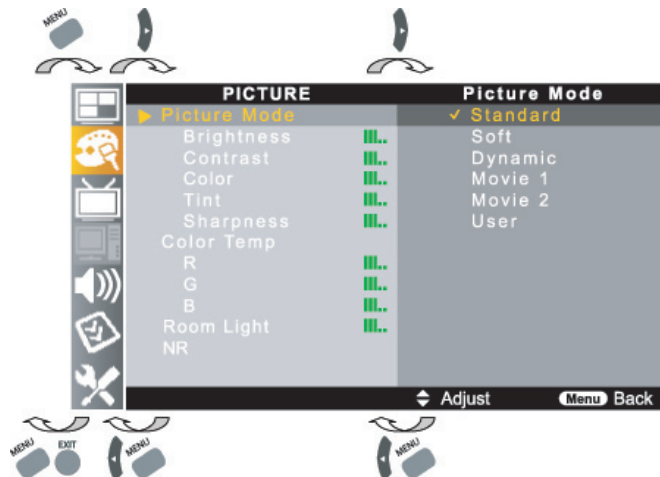 MENU
PICTURE
Picture Mode
Picture Mode
✓ Standard
Brightness
Soft
Contrast
Dynamic
Color
Movie 1
Tint
Movie 2
Sharpness
User
Color Temp
R
G
B
Room Light
NR
Adjust
Menu Back
MENU
EXIT
MENU
MENU